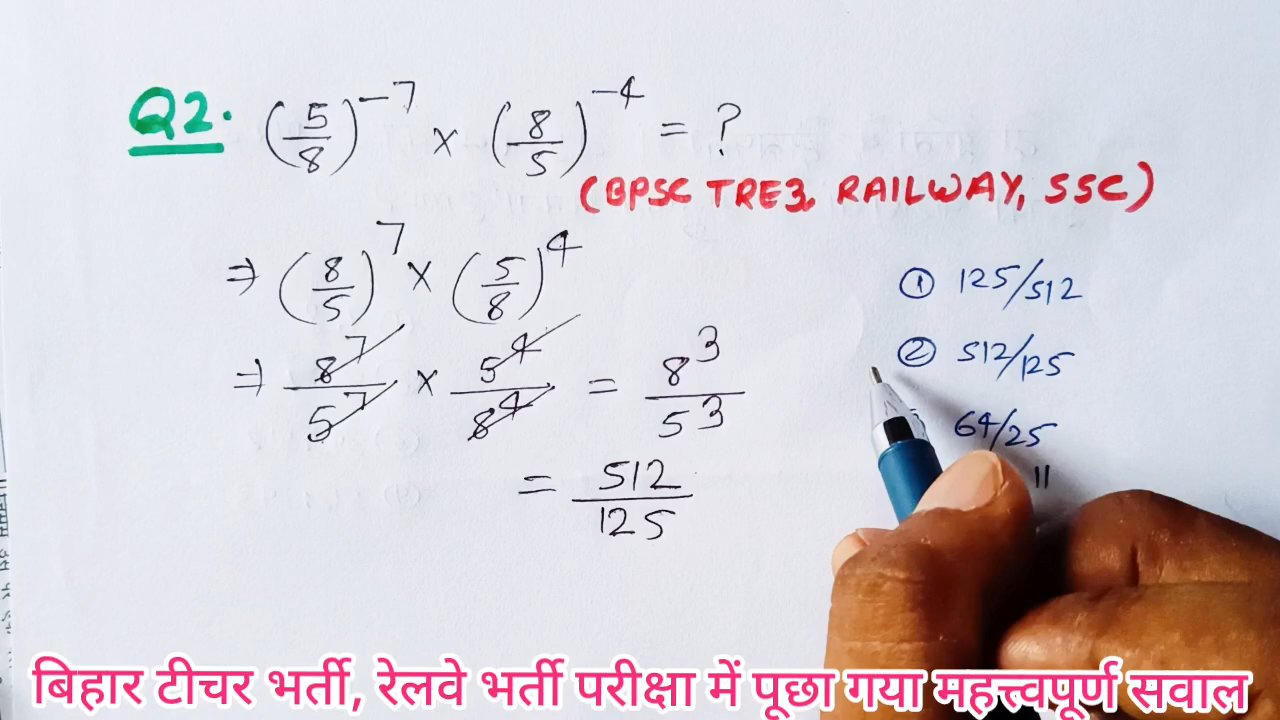 Q2. (5/8)^-7 × (8/5)^-4 = ?
(BPSC TRE3, RAILWAY, SSC)
⇒ (8/5)^7 × (5/8)^4
① 125/512
⇒ 8^7/5^7 × 5^4/8^4 = 8^3/5^3
② 512/125
64/25
= 512/125
बिहार टीचर भर्ती, रेलवे भर्ती परीक्षा में पूछा गया महत्त्वपूर्ण सवाल